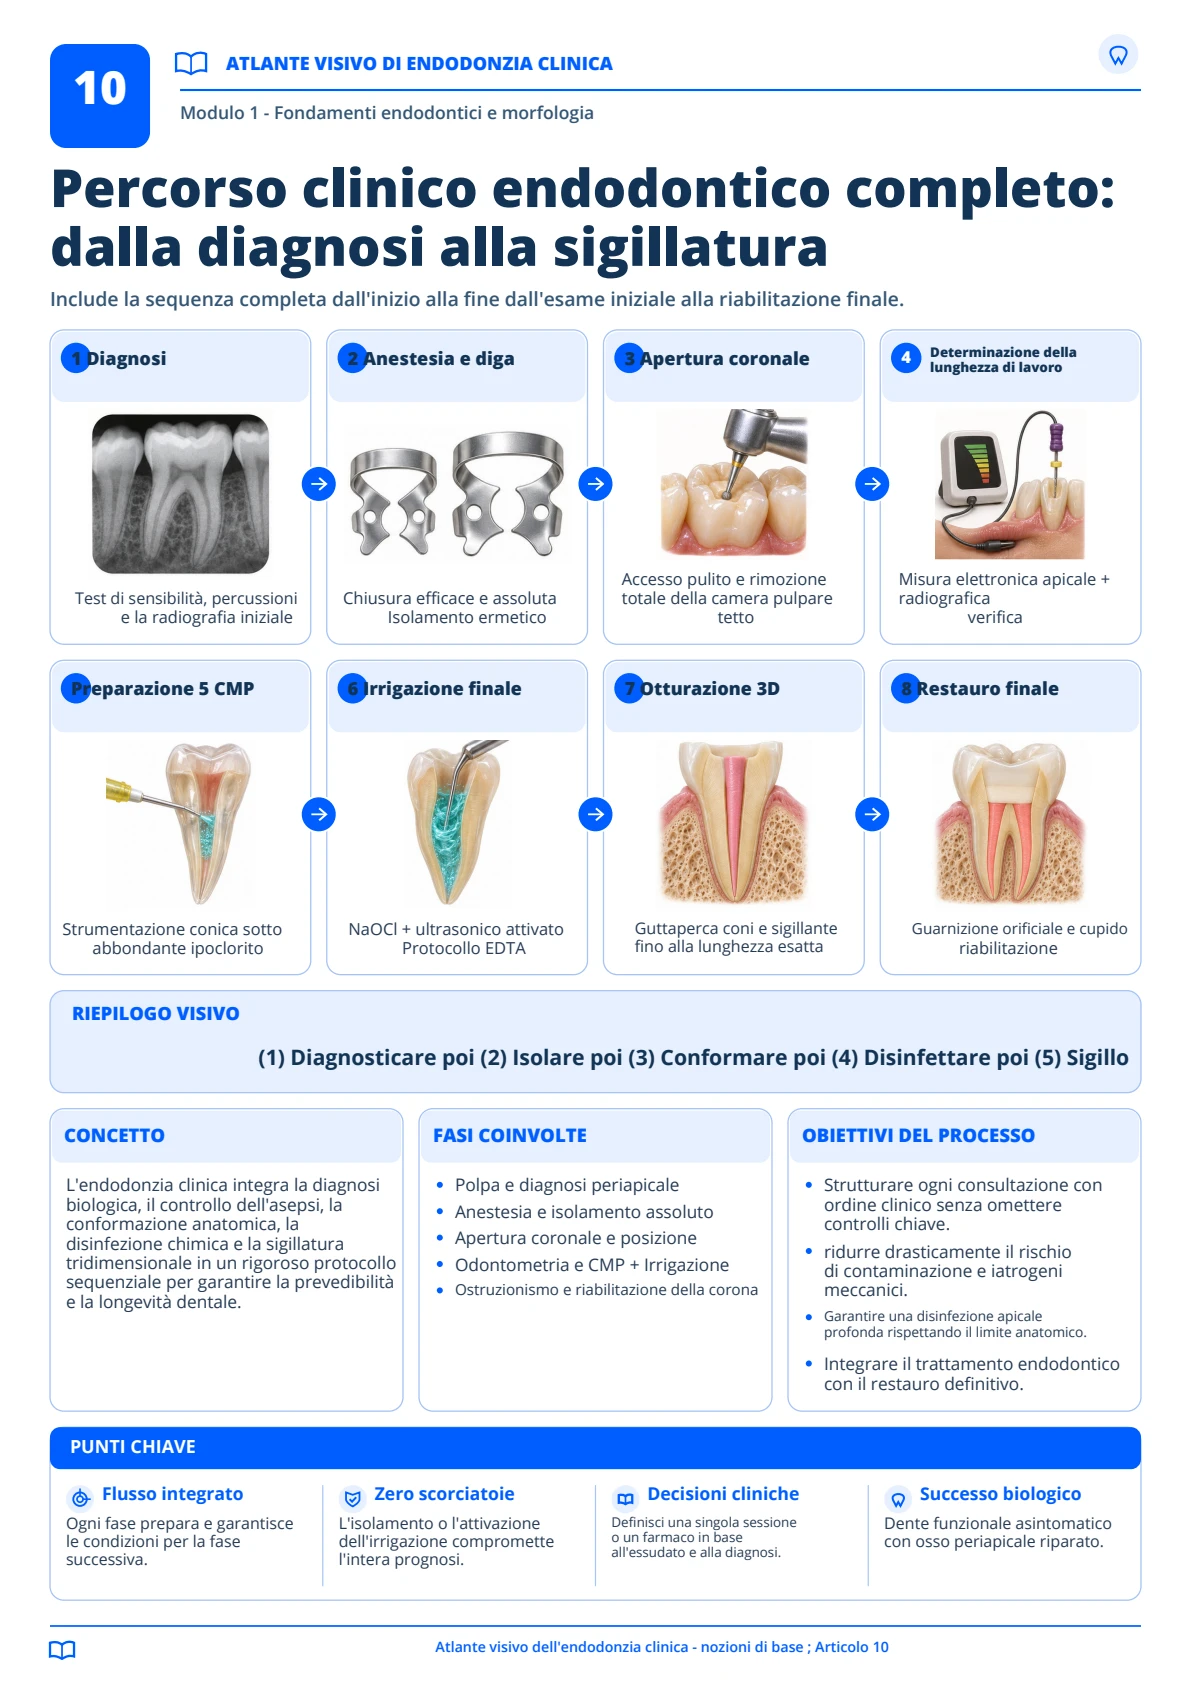 10
ATLANTE VISIVO DI ENDODONZIA CLINICA
Modulo 1 - Fondamenti endodontici e morfologia
Percorso clinico endodontico completo:
dalla diagnosi alla sigillatura
Include la sequenza completa dall'inizio alla fine dall'esame iniziale alla riabilitazione finale.
1 Diagnosi
Test di sensibilità, percussioni
e la radiografia iniziale
2 Anestesia e diga
Chiusura efficace e assoluta
Isolamento ermetico
3 Apertura coronale
Accesso pulito e rimozione
totale della camera pulpare
tetto
4 Determinazione della
lunghezza di lavoro
Misura elettronica apicale +
radiografica
verifica
Preparazione 5 CMP
Strumentazione conica sotto
abbondante ipoclorito
6 Irrigazione finale
NaOCl + ultrasonico attivato
Protocollo EDTA
7 Otturazione 3D
Guttaperca coni e sigillante
fino alla lunghezza esatta
8 Restauro finale
Guarnizione orificiale e cupido
riabilitazione
RIEPILOGO VISIVO
(1) Diagnosticare poi (2) Isolare poi (3) Conformare poi (4) Disinfettare poi (5) Sigillo
CONCETTO
L'endodonzia clinica integra la diagnosi
biologica, il controllo dell'asepsi, la
conformazione anatomica, la
disinfezione chimica e la sigillatura
tridimensionale in un rigoroso protocollo
sequenziale per garantire la prevedibilità
e la longevità dentale.
FASI COINVOLTE
• Polpa e diagnosi periapicale
• Anestesia e isolamento assoluto
• Apertura coronale e posizione
• Odontometria e CMP + Irrigazione
• Ostruzionismo e riabilitazione della corona
OBIETTIVI DEL PROCESSO
• Strutturare ogni consultazione con
ordine clinico senza omettere
controlli chiave.
• ridurre drasticamente il rischio
di contaminazione e iatrogeni
meccanici.
• Garantire una disinfezione apicale
profonda rispettando il limite anatomico.
• Integrare il trattamento endodontico
con il restauro definitivo.
PUNTI CHIAVE
Flusso integrato
Ogni fase prepara e garantisce
le condizioni per la fase
successiva.
Zero scorciatoie
L'isolamento o l'attivazione
dell'irrigazione compromette
l'intera prognosi.
Decisioni cliniche
Definisci una singola sessione
o un farmaco in base
all'essudato e alla diagnosi.
Successo biologico
Dente funzionale asintomatico
con osso periapicale riparato.
Atlante visivo dell'endodonzia clinica - nozioni di base ; Articolo 10